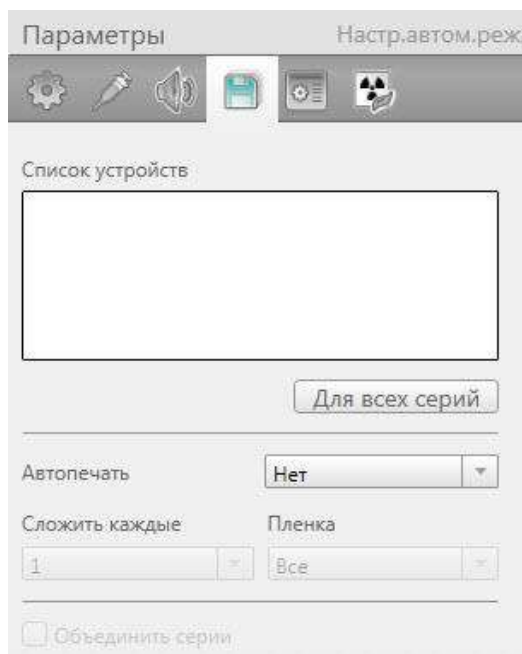 Параметры Настр.автом.реж
Список устройств
Для всех серий
Автопечать Нет
Сложить каждые Пленка
1 Все
Объединить серии